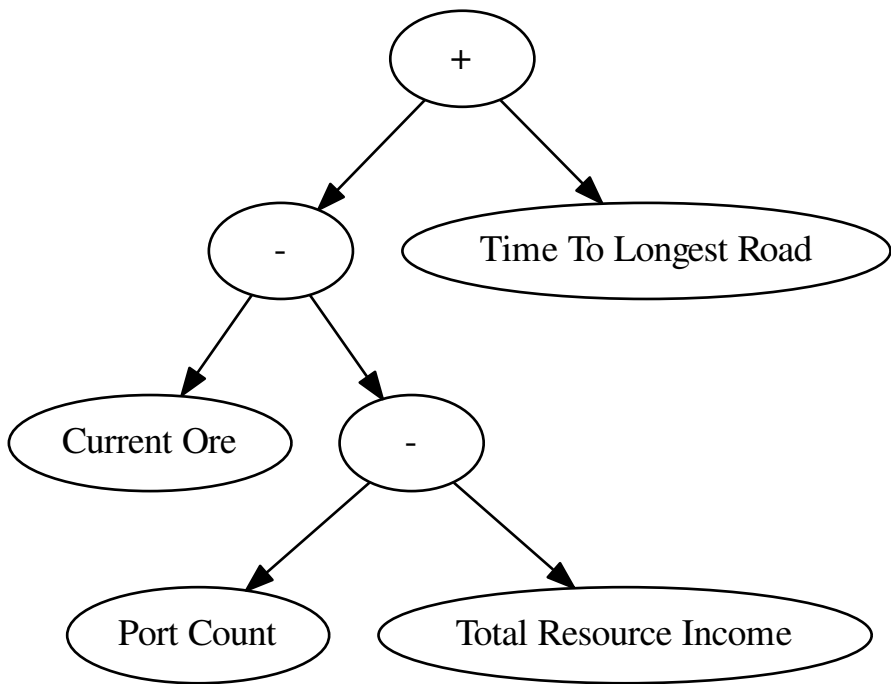 +
-
Time To Longest Road
Current Ore
-
Port Count
Total Resource Income